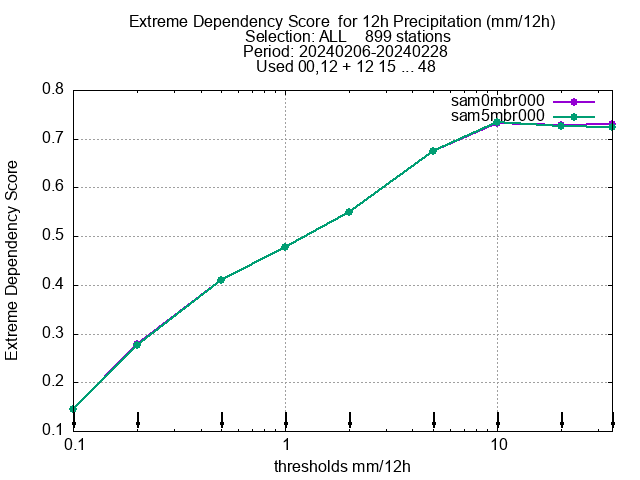 Extreme Dependency Score  for 12h Precipitation (mm/12h)
Selection: ALL    899 stations
Period: 20240206-20240228
Used 00,12 + 12 15 ... 48
sam0mbr000
sam5mbr000
0.8
0.7
0.6
0.5
0.4
0.3
0.2
0.1
Extreme Dependency Score
0.1 1 10
thresholds mm/12h